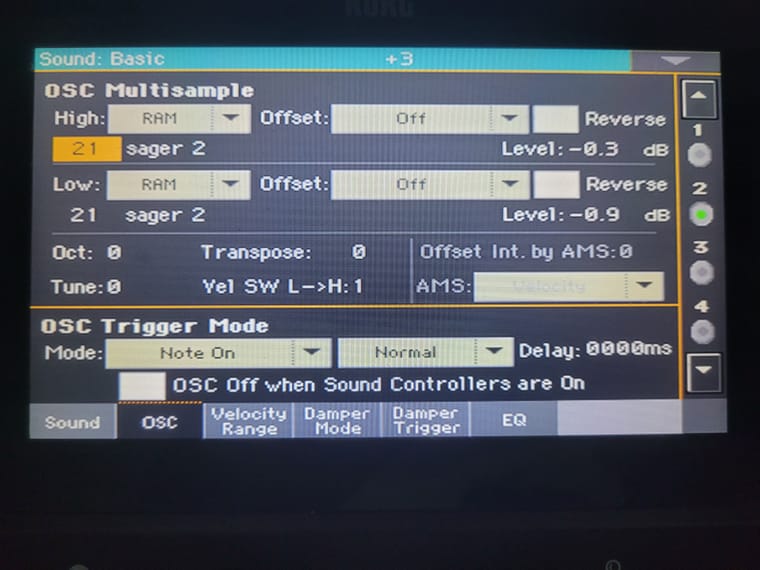 KORG
Sound: Basic +3
OSC Multisample
High: RAM Offset: Off Reverse
21 sager 2 Level:-0.3 dB
Low: RAM Offset: Off Reverse
21 sager 2 Level:-0.9 dB
Oct: 0 Transpose: 0 Offset Int. by AMS:0
Tune:0 Vel SW L->H:1 AMS: Velocity
OSC Trigger Mode
Mode: Note On Normal Delay: 0000ms
OSC Off when Sound Controllers are On
1
2
3
4
Sound OSC Velocity Range Damper Mode Damper Trigger EQ